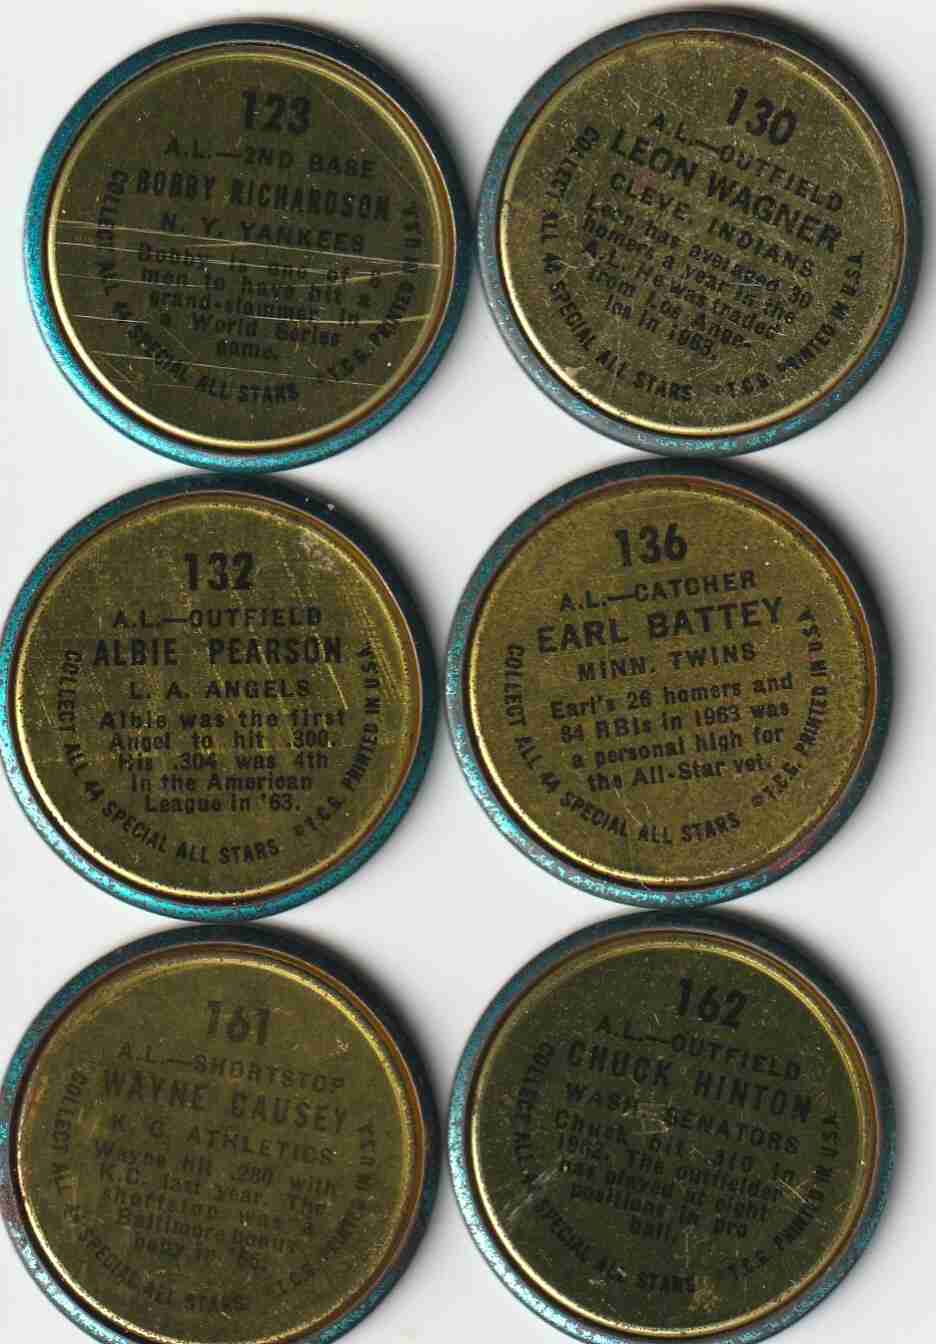 123
A.L.—2ND BASE
BOBBY RICHARDSON
N. Y. YANKEES
Bobby is one of 6
men to have hit a
grand-slammer in
a World Series
game.
COLLECT ALL 44 SPECIAL ALL STARS ©T.C.G. PRINTED IN U.S.A.
130
A.L.—OUTFIELD
LEON WAGNER
CLEVE. INDIANS
Leon has averaged 30
homers a year in the
A.L. He was traded
from Los Ange-
les in 1963.
COLLECT ALL 44 SPECIAL ALL STARS ©T.C.G. PRINTED IN U.S.A.
132
A.L.—OUTFIELD
ALBIE PEARSON
L. A. ANGELS
Albie was the first
Angel to hit .300.
His .304 was 4th
in the American
League in '63.
COLLECT ALL 44 SPECIAL ALL STARS ©T.C.G. PRINTED IN U.S.A.
136
A.L.—CATCHER
EARL BATTEY
MINN. TWINS
Earl's 26 homers and
84 RBIs in 1963 was
a personal high for
the All-Star vet.
COLLECT ALL 44 SPECIAL ALL STARS ©T.C.G. PRINTED IN U.S.A.
161
A.L.—SHORTSTOP
WAYNE CAUSEY
K. C. ATHLETICS
Wayne hit .280 with
K.C. last year. The
shortstop was a
Baltimore bonus
baby in
COLLECT ALL 44 SPECIAL ALL STARS ©T.C.G. PRINTED IN U.S.A.
162
A.L.—OUTFIELD
CHUCK HINTON
WASH. SENATORS
Chuck hit .310 in
1962. The outfielder
has played at eight
positions in pro
ball.
COLLECT ALL 44 SPECIAL ALL STARS ©T.C.G. PRINTED IN U.S.A.